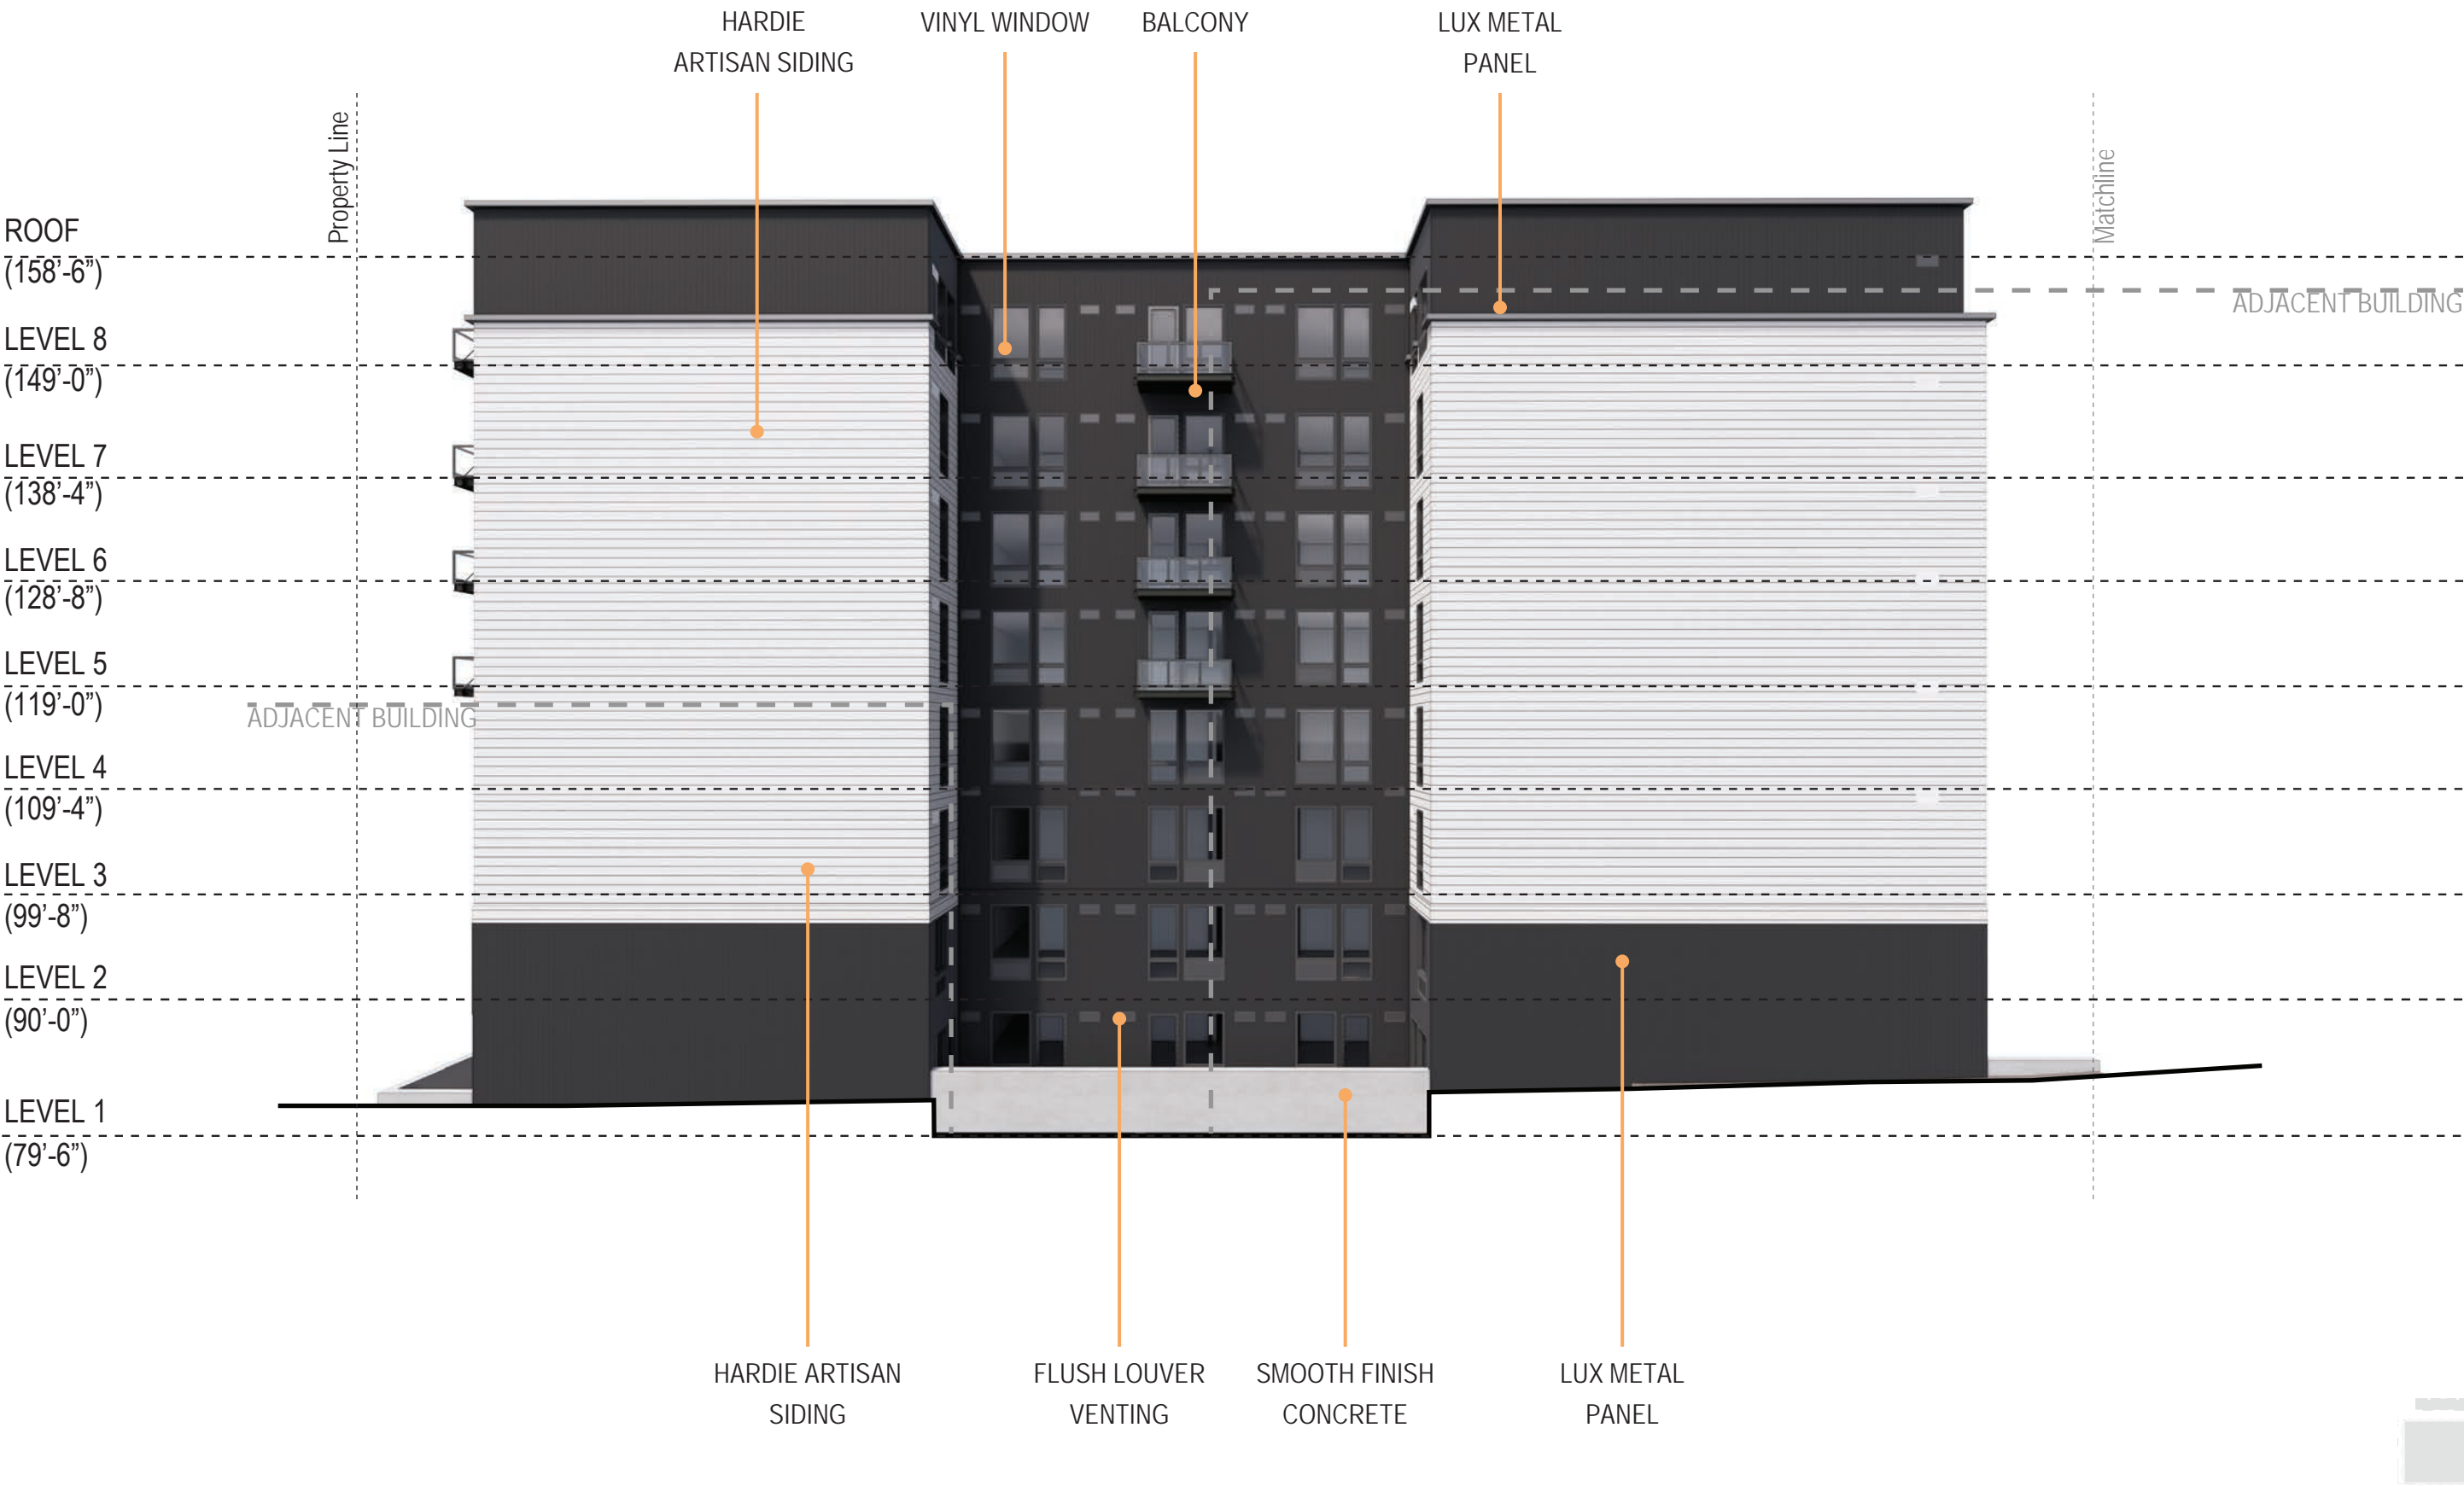 HARDIE
ARTISAN SIDING
VINYL WINDOW
BALCONY
LUX METAL
PANEL
Property Line
Matchline
ROOF
(158'-6")
ADJACENT BUILDING
LEVEL 8
(149'-0")
LEVEL 7
(138'-4")
LEVEL 6
(128'-8")
LEVEL 5
(119'-0")
ADJACENT BUILDING
LEVEL 4
(109'-4")
LEVEL 3
(99'-8")
LEVEL 2
(90'-0")
LEVEL 1
(79'-6")
HARDIE ARTISAN
SIDING
FLUSH LOUVER
VENTING
SMOOTH FINISH
CONCRETE
LUX METAL
PANEL